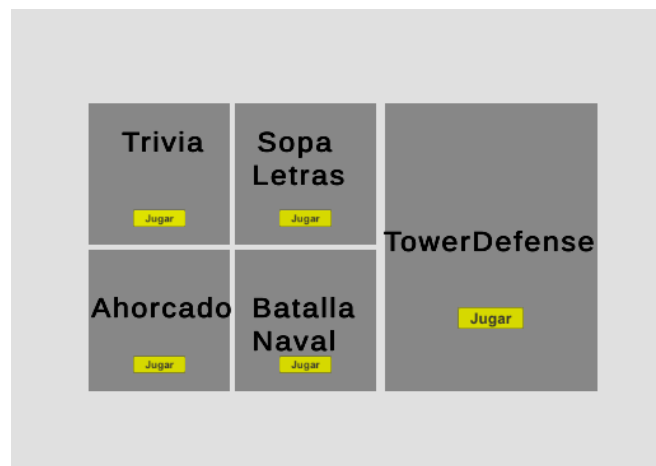 Trivia
Jugar
Sopa
Letras
Jugar
TowerDefense
Jugar
Ahorcado
Jugar
Batalla
Naval
Jugar